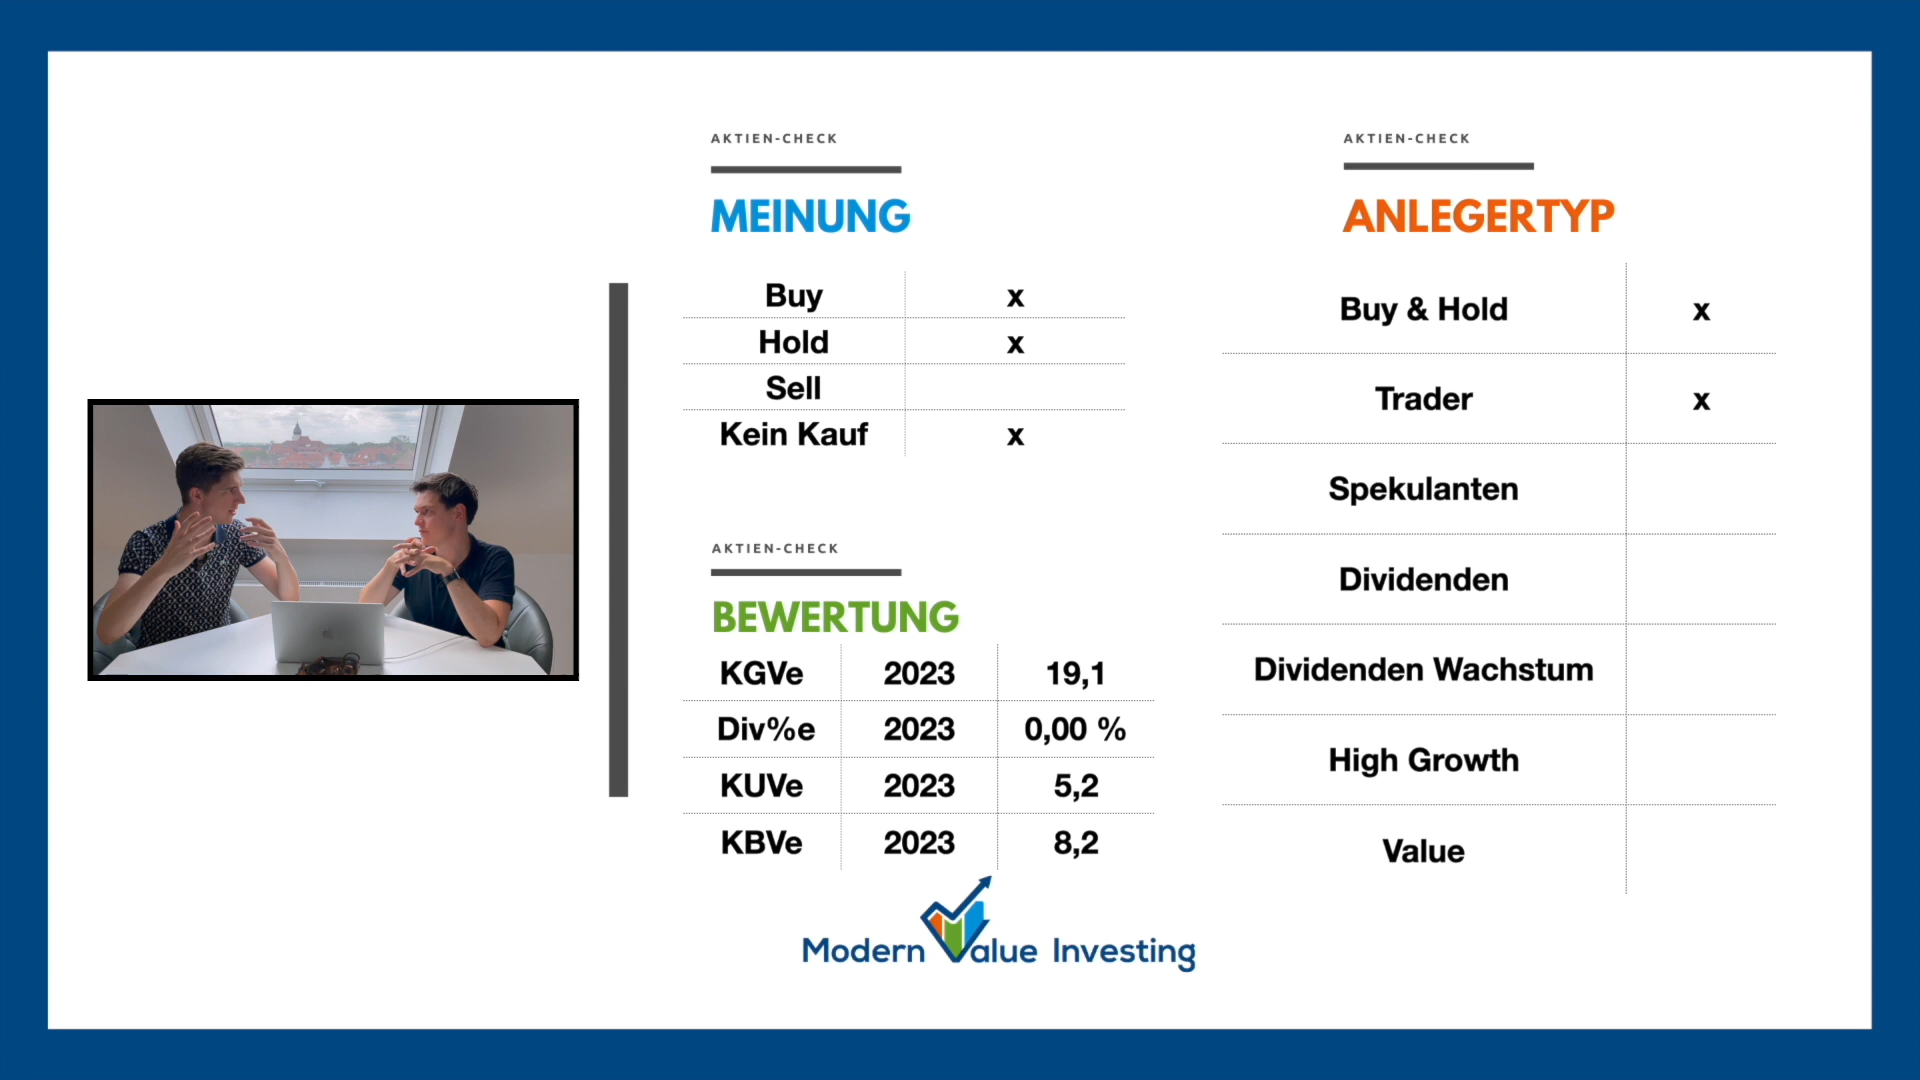 AKTIEN-CHECK
MEINUNG
Buy x
Hold x
Sell
Kein Kauf x
AKTIEN-CHECK
BEWERTUNG
KGVe 2023 19,1
Div%e 2023 0,00 %
KUVe 2023 5,2
KBVe 2023 8,2
AKTIEN-CHECK
ANLEGERTYP
Buy & Hold x
Trader x
Spekulanten
Dividenden
Dividenden Wachstum
High Growth
Value
Modern Value Investing